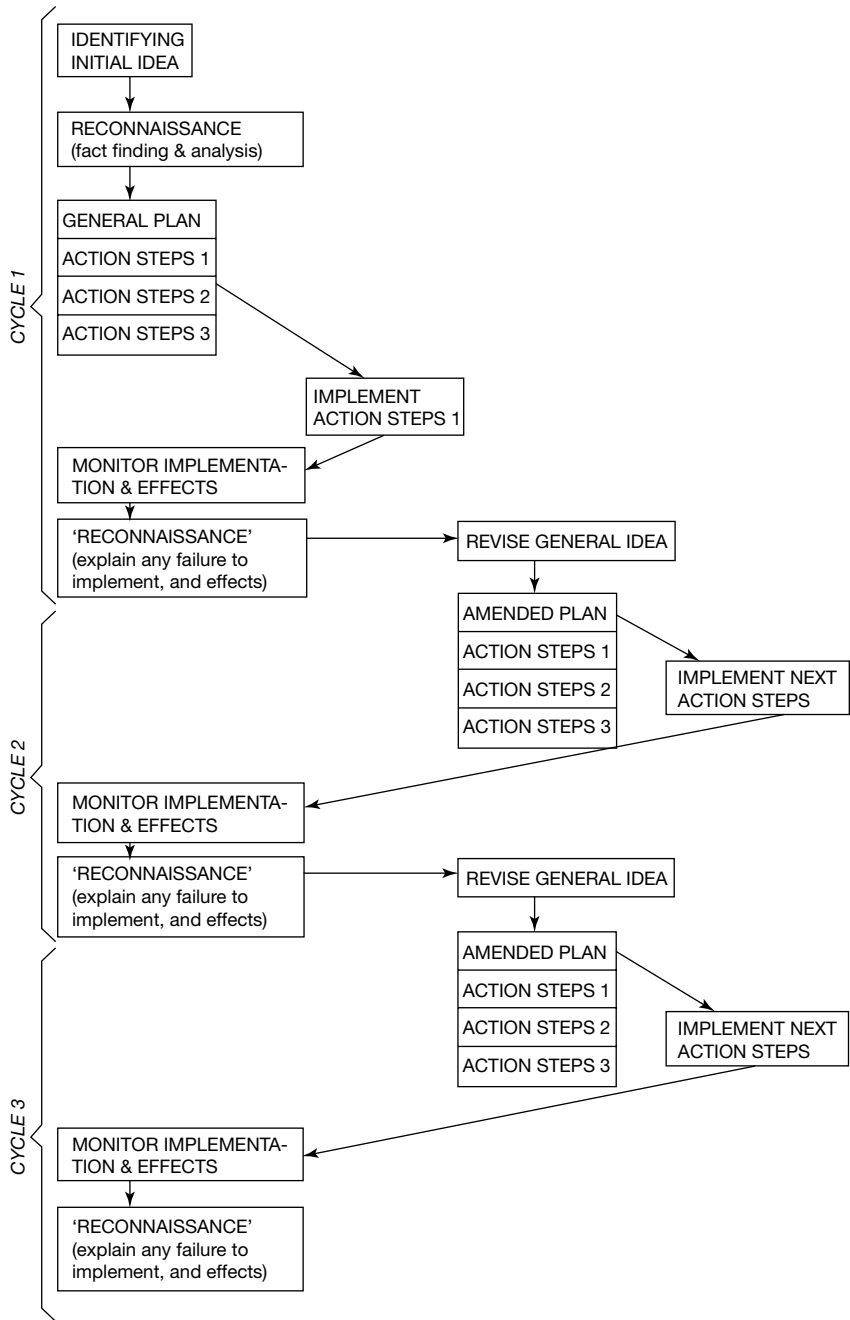 CYCLE 1
IDENTIFYING
INITIAL IDEA
RECONNAISSANCE
(fact finding & analysis)
GENERAL PLAN
ACTION STEPS 1
ACTION STEPS 2
ACTION STEPS 3
IMPLEMENT
ACTION STEPS 1
MONITOR IMPLEMENTA-
TION & EFFECTS
‘RECONNAISSANCE’
(explain any failure to
implement, and effects)
REVISE GENERAL IDEA
CYCLE 2
AMENDED PLAN
ACTION STEPS 1
ACTION STEPS 2
ACTION STEPS 3
IMPLEMENT NEXT
ACTION STEPS
MONITOR IMPLEMENTA-
TION & EFFECTS
‘RECONNAISSANCE’
(explain any failure to
implement, and effects)
REVISE GENERAL IDEA
CYCLE 3
AMENDED PLAN
ACTION STEPS 1
ACTION STEPS 2
ACTION STEPS 3
IMPLEMENT NEXT
ACTION STEPS
MONITOR IMPLEMENTA-
TION & EFFECTS
‘RECONNAISSANCE’
(explain any failure to
implement, and effects)